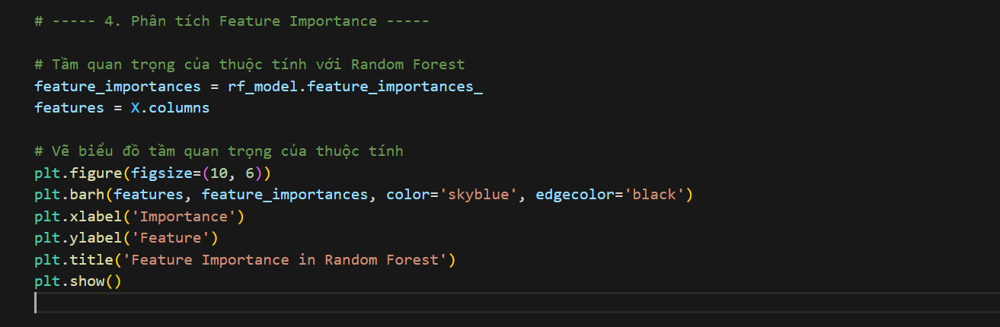 # ----- 4. Phân tích Feature Importance -----
# Tầm quan trọng của thuộc tính với Random Forest
feature_importances = rf_model.feature_importances_
features = X.columns
# Vẽ biểu đồ tầm quan trọng của thuộc tính
plt.figure(figsize=(10, 6))
plt.barh(features, feature_importances, color='skyblue', edgecolor='black')
plt.xlabel('Importance')
plt.ylabel('Feature')
plt.title('Feature Importance in Random Forest')
plt.show()